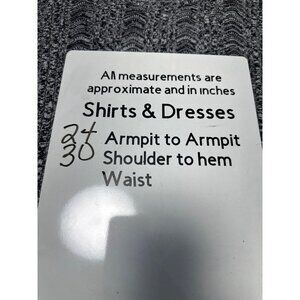 All measurements are
approximate and in inches
Shirts & Dresses
24 Armpit to Armpit
30 Shoulder to hem
Waist